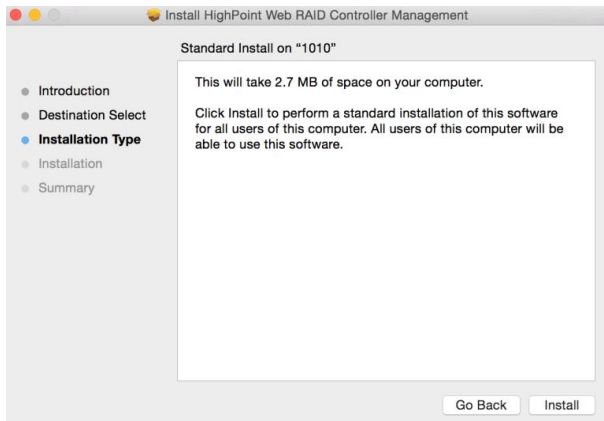 Install HighPoint Web RAID Controller Management
Standard Install on “1010”
Introduction
Destination Select
Installation Type
Installation
Summary
This will take 2.7 MB of space on your computer.
Click Install to perform a standard installation of this software
for all users of this computer. All users of this computer will be
able to use this software.
Go Back
Install